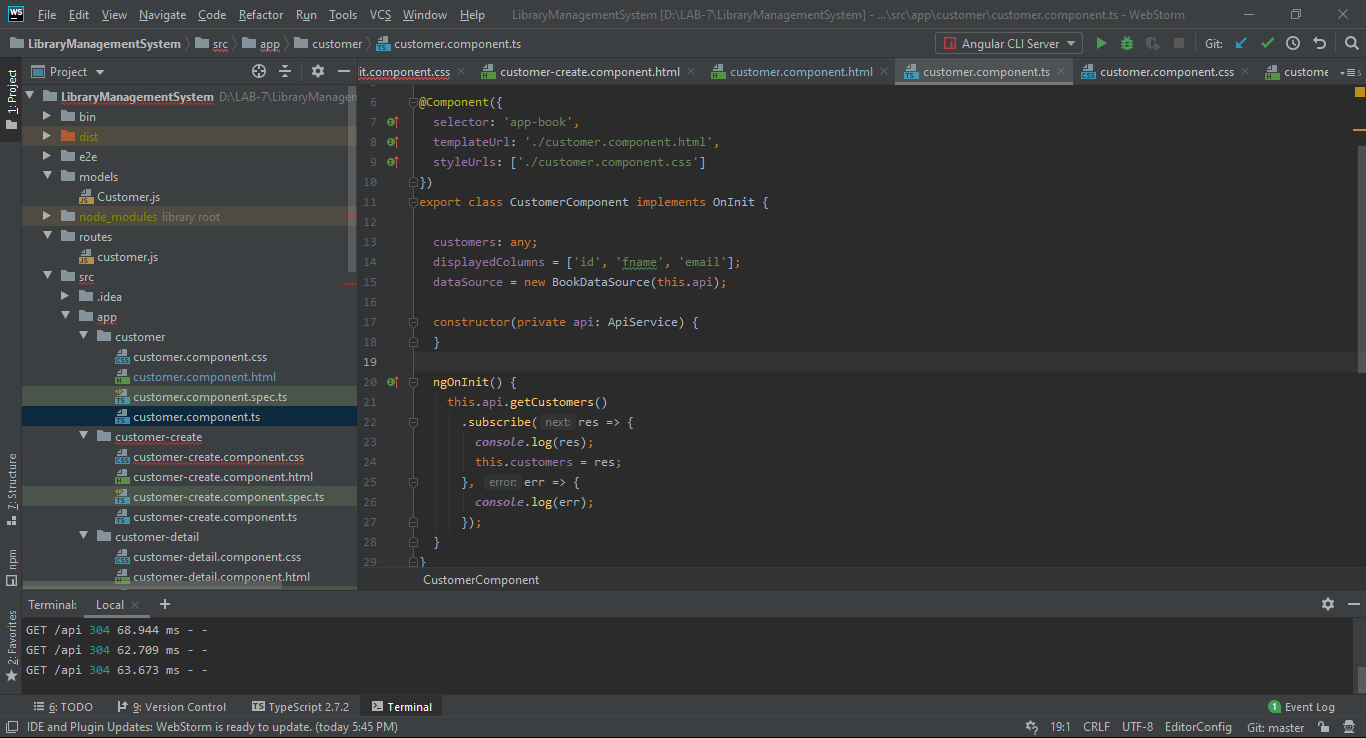 WS File Edit View Navigate Code Refactor Run Tools VCS Window Help LibraryManagementSystem [D:\LAB-7\LibraryManagementSystem] - ...\src\app\customer\customer.component.ts - WebStorm
LibraryManagementSystem src app customer customer.component.ts Angular CLI Server Git:
1: Project
Project
it.component.css customer-create.component.html customer.component.html customer.component.ts customer.component.css custome
LibraryManagementSystem D:\LAB-7\LibraryManagen
bin
dist
e2e
models
Customer.js
node_modules library root
routes
customer.js
src
.idea
app
customer
customer.component.css
customer.component.html
customer.component.spec.ts
customer.component.ts
customer-create
customer-create.component.css
customer-create.component.html
customer-create.component.spec.ts
customer-create.component.ts
customer-detail
customer-detail.component.css
customer-detail.component.html
6 @Component({
7 selector: 'app-book',
8 templateUrl: './customer.component.html',
9 styleUrls: ['./customer.component.css']
10 })
11 export class CustomerComponent implements OnInit {
12
13 customers: any;
14 displayedColumns = ['id', 'fname', 'email'];
15 dataSource = new BookDataSource(this.api);
16
17 constructor(private api: ApiService) {
18 }
19
20 ngOnInit() {
21 this.api.getCustomers()
22 .subscribe( next: res => {
23 console.log(res);
24 this.customers = res;
25 }, error: err => {
26 console.log(err);
27 });
28 }
29 }
CustomerComponent
Z: Structure
npm
2: Favorites
Terminal: Local +
GET /api 304 68.944 ms - -
GET /api 304 62.709 ms - -
GET /api 304 63.673 ms - -
6: TODO 9: Version Control TypeScript 2.7.2 Terminal 1 Event Log
IDE and Plugin Updates: WebStorm is ready to update. (today 5:45 PM) 19:1 CRLF UTF-8 EditorConfig Git: master